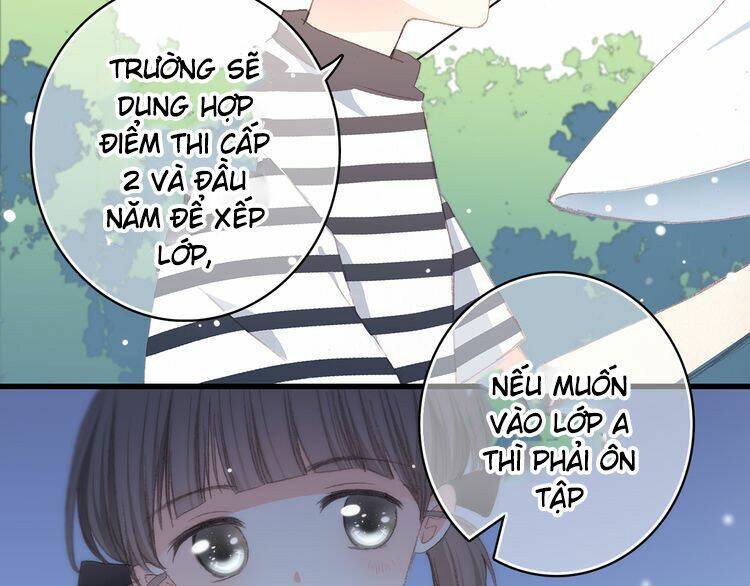 TRƯỜNG SẼ
DUNG HỢP
ĐIỂM THI CẤP
2 VÀ ĐẦU
NĂM ĐỂ XẾP
LỚP,
NẾU MUỐN
VÀO LỚP A
THÌ PHẢI ÔN
TẬP